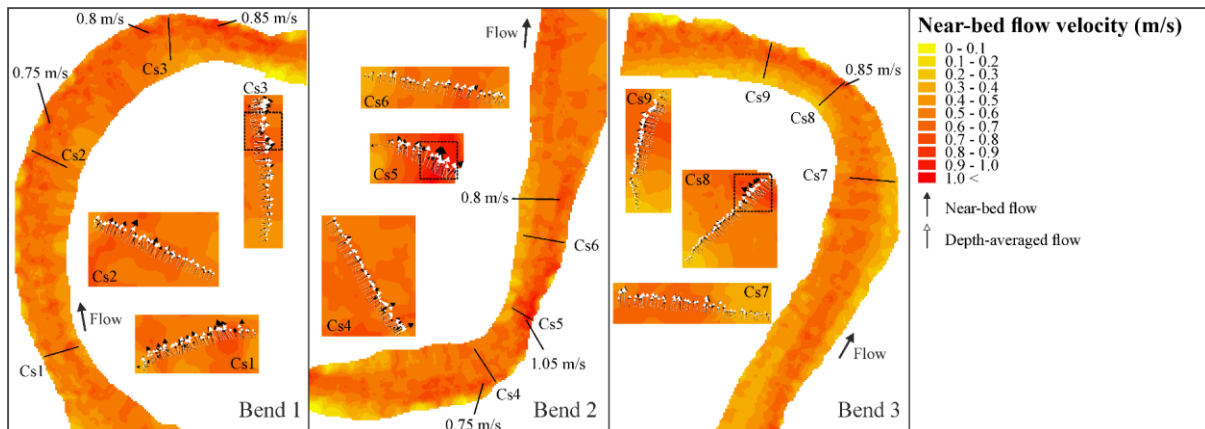 0.8 m/s
0.85 m/s
Cs3
0.75 m/s
Cs3
Cs2
Cs2
Flow
Cs1
Cs1
Bend 1
Flow
Cs6
Cs5
0.8 m/s
Cs6
Cs4
Cs5
1.05 m/s
Cs4
0.75 m/s
Bend 2
0.85 m/s
Cs9
Cs9
Cs8
Cs8
Cs7
Cs7
Flow
Bend 3
Near-bed flow velocity (m/s)
0 - 0.1
0.1 - 0.2
0.2 - 0.3
0.3 - 0.4
0.4 - 0.5
0.5 - 0.6
0.6 - 0.7
0.7 - 0.8
0.8 - 0.9
0.9 - 1.0
1.0 <
Near-bed flow
Depth-averaged flow